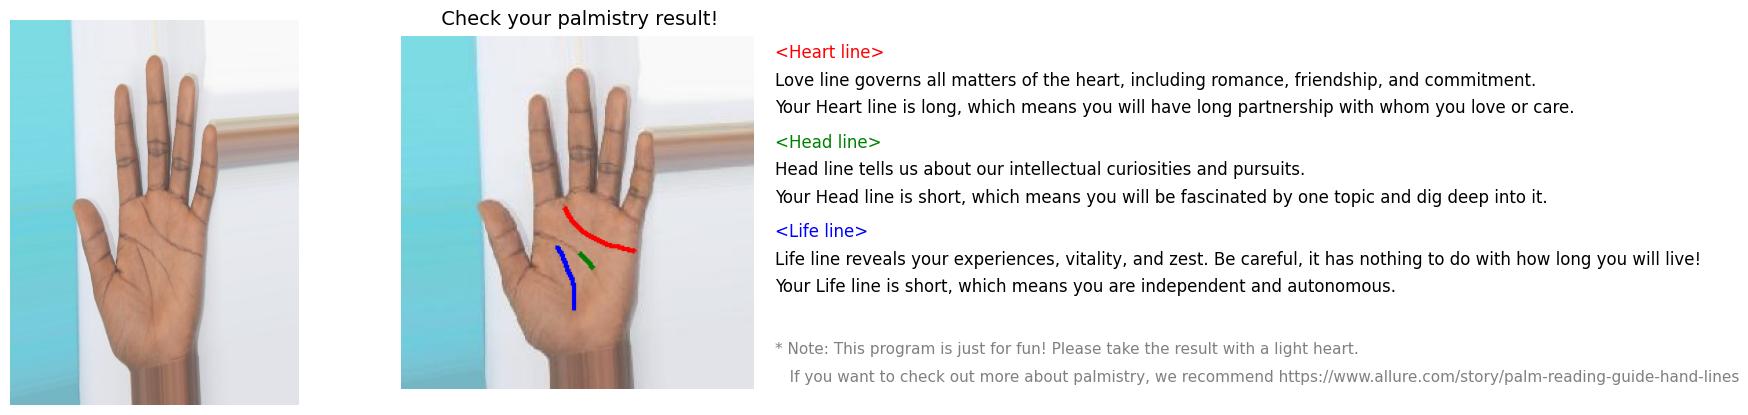 Check your palmistry result!
<Heart line>
Love line governs all matters of the heart, including romance, friendship, and commitment.
Your Heart line is long, which means you will have long partnership with whom you love or care.
<Head line>
Head line tells us about our intellectual curiosities and pursuits.
Your Head line is short, which means you will be fascinated by one topic and dig deep into it.
<Life line>
Life line reveals your experiences, vitality, and zest. Be careful, it has nothing to do with how long you will live!
Your Life line is short, which means you are independent and autonomous.
* Note: This program is just for fun! Please take the result with a light heart.
If you want to check out more about palmistry, we recommend https://www.allure.com/story/palm-reading-guide-hand-lines